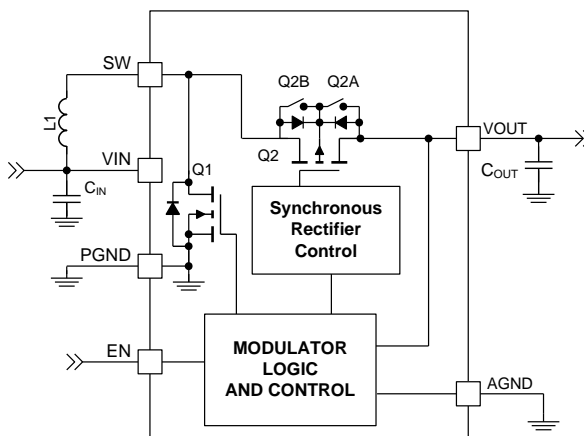 SW
Q2B Q2A
L1
Q2
VOUT
VIN
Q1
CIN
COUT
Synchronous
Rectifier
Control
PGND
EN
MODULATOR
LOGIC
AND CONTROL
AGND